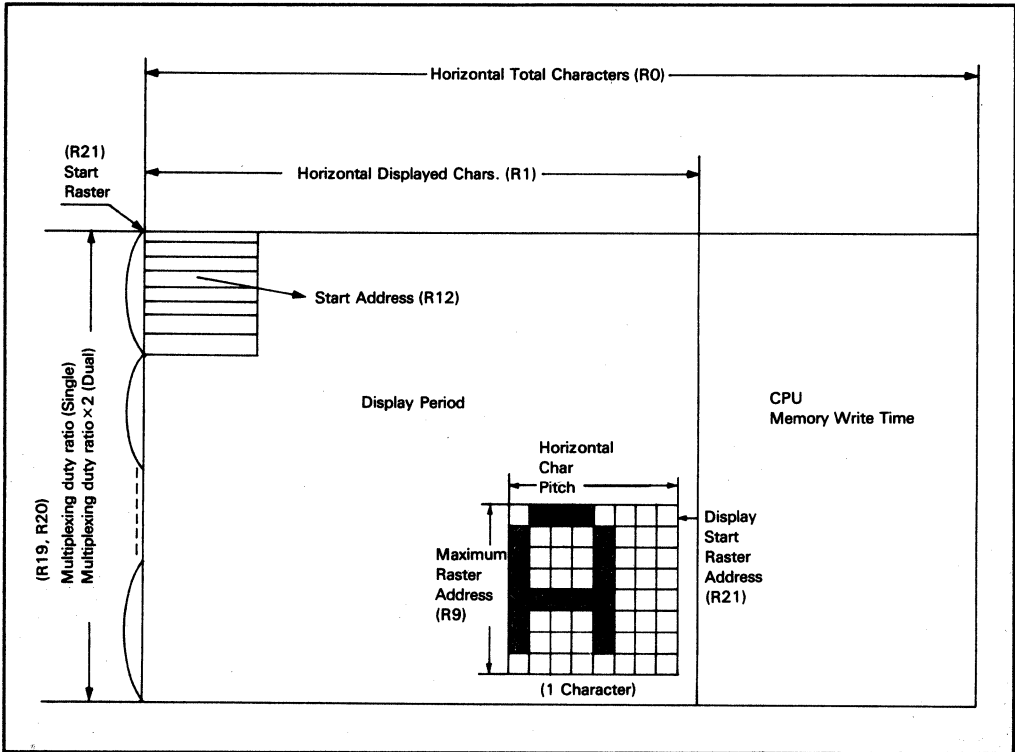 Horizontal Total Characters (R0)
(R21)
Start
Raster
Horizontal Displayed Chars. (R1)
Start Address (R12)
Display Period
CPU
Memory Write Time
(R19, R20)
Multiplexing duty ratio (Single)
Multiplexing duty ratio×2 (Dual)
Horizontal
Char
Pitch
Maximum
Raster
Address
(R9)
Display
Start
Raster
Address
(R21)
(1 Character)